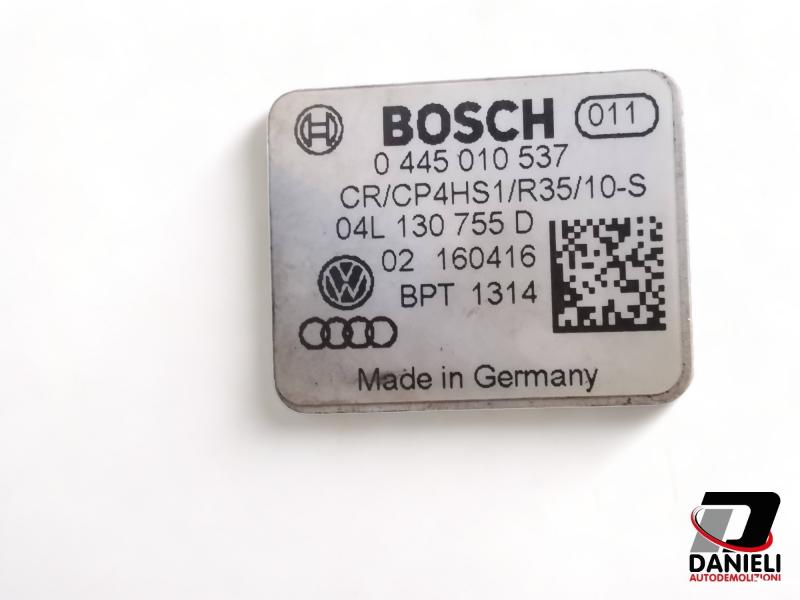 BOSCH 011
0 445 010 537
CR/CP4HS1/R35/10-S
04L 130 755 D
02 160416
BPT 1314
Made in Germany
DANIELI
AUTODEMOLIZIONI